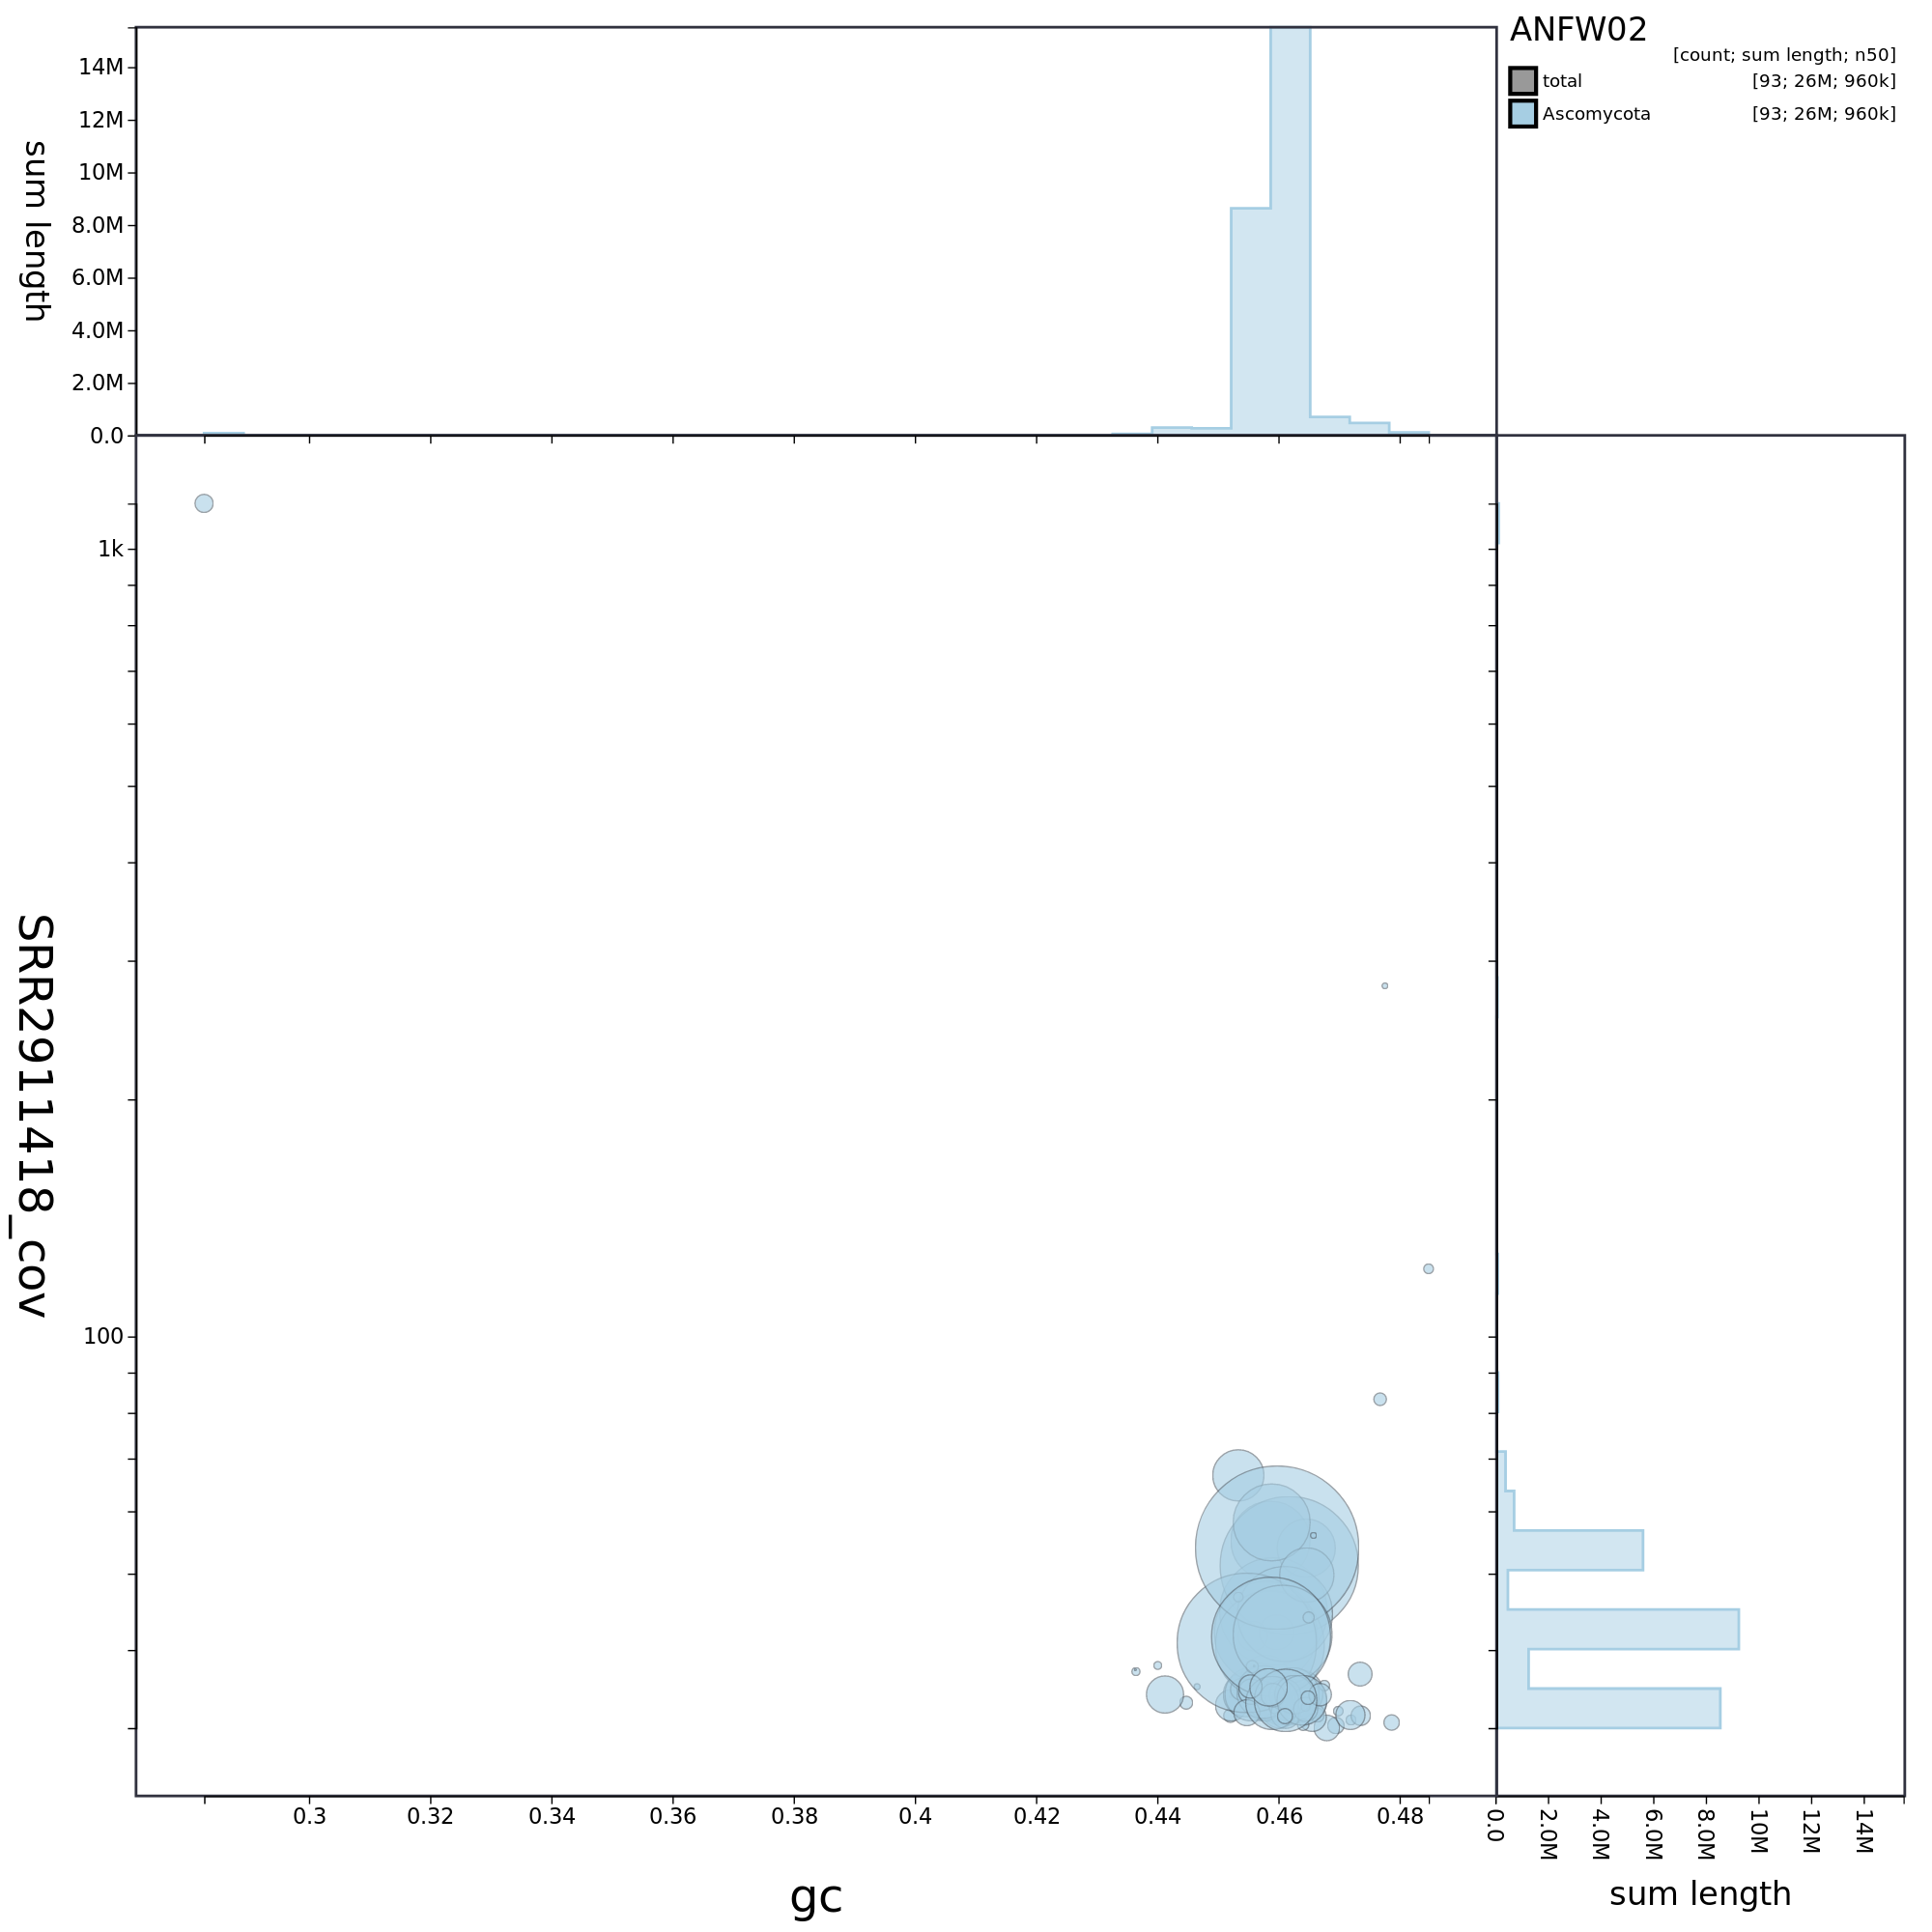 ANFW02
[count; sum length; n50]
total [93; 26M; 960k]
Ascomycota [93; 26M; 960k]
sum length
14M
12M
10M
8.0M
6.0M
4.0M
2.0M
0.0
SRR2911418_cov
1k
100
0.3 0.32 0.34 0.36 0.38 0.4 0.42 0.44 0.46 0.48
gc
0.0 2.0M 4.0M 6.0M 8.0M 10M 12M 14M
sum length